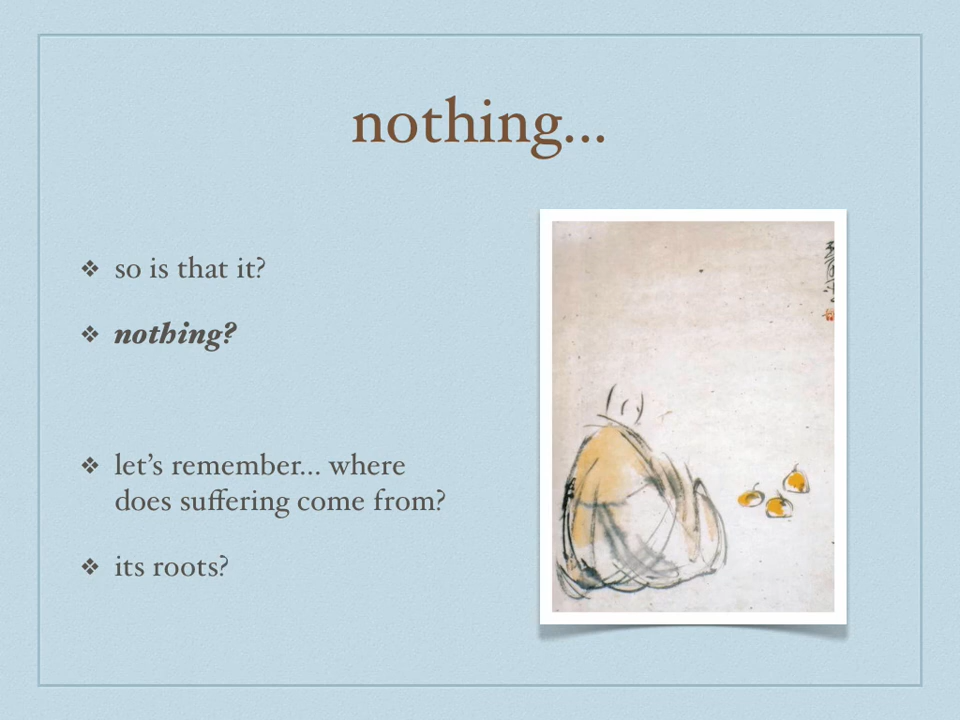 nothing...
❖ so is that it?
❖ nothing?
❖ let’s remember... where
does suffering come from?
❖ its roots?